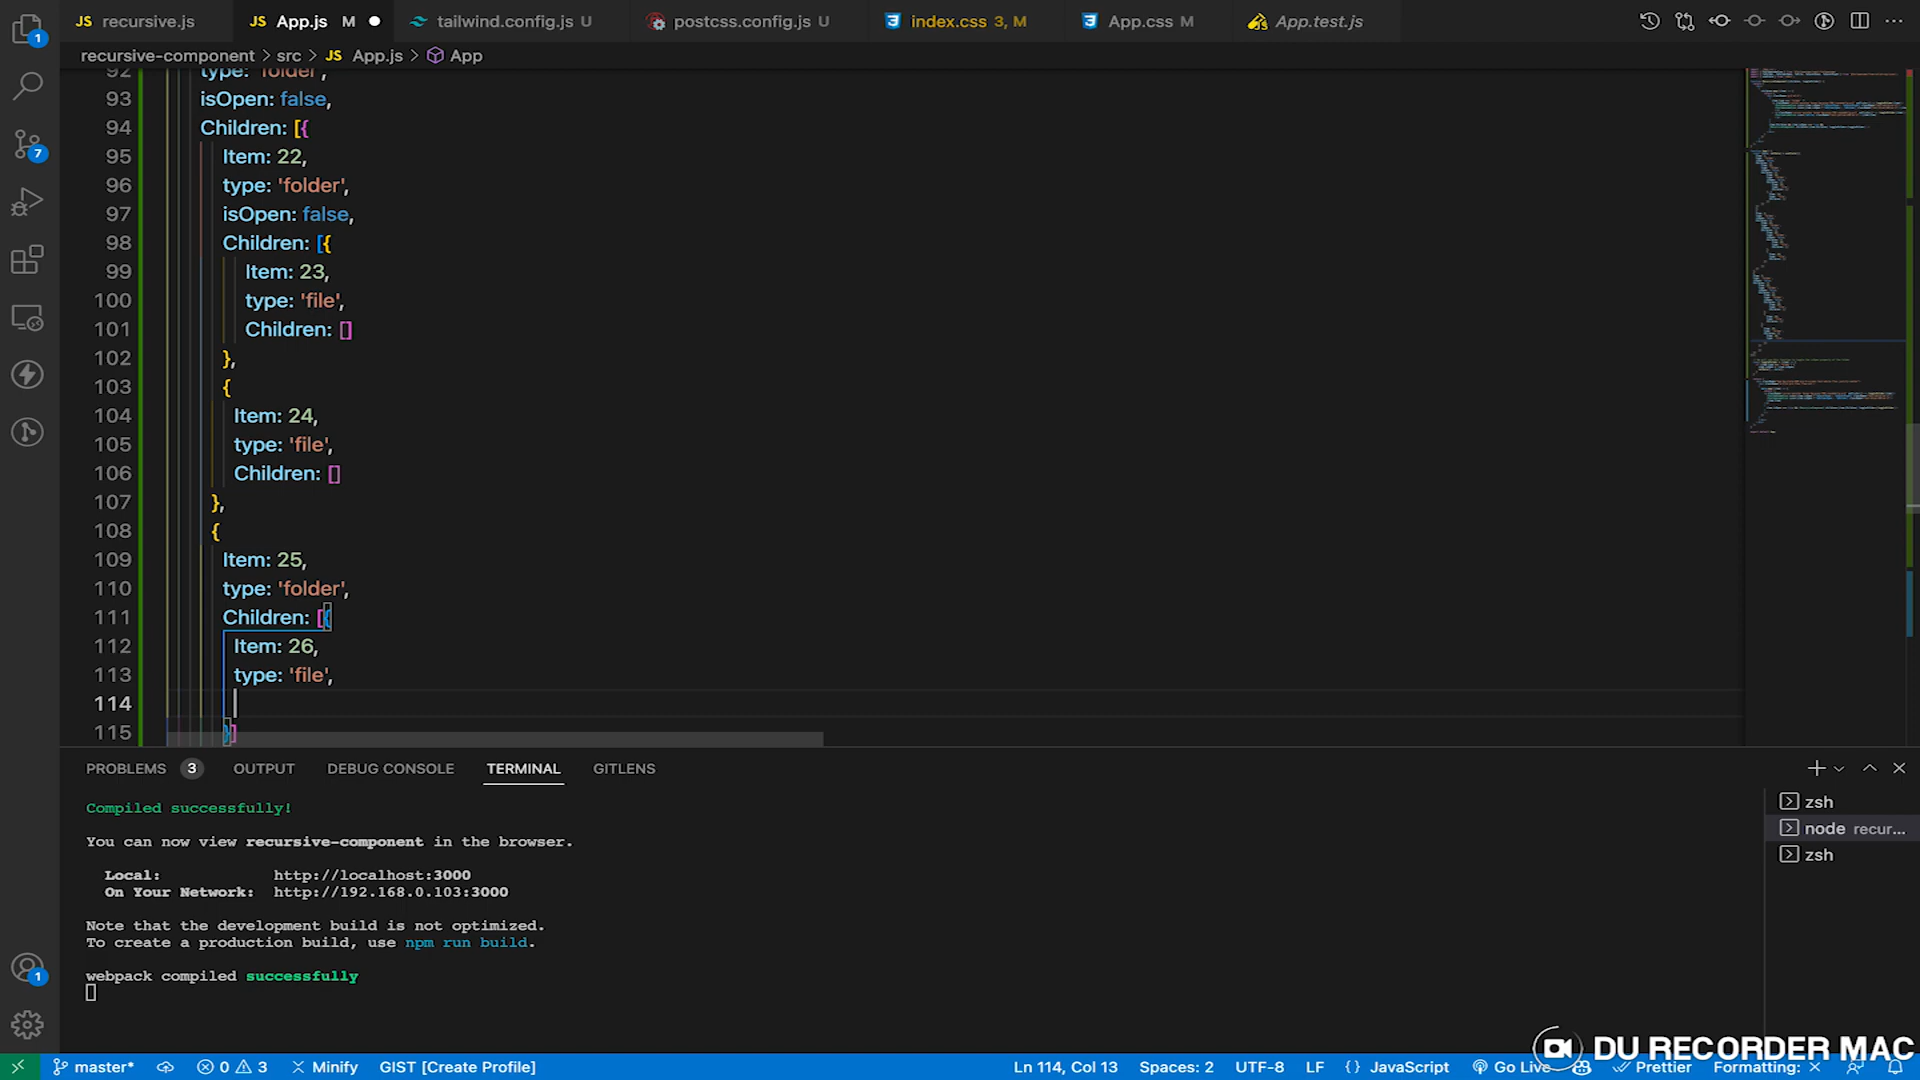 JS recursive.js
JS App.js M
tailwind.config.js U
postcss.config.js U
index.css 3, M
App.css M
App.test.js
recursive-component > src > JS App.js > App
92 type: 'folder',
93 isOpen: false,
94 Children: [{
95 Item: 22,
96 type: 'folder',
97 isOpen: false,
98 Children: [{
99 Item: 23,
100 type: 'file',
101 Children: []
102 },
103 {
104 Item: 24,
105 type: 'file',
106 Children: []
107 },
108 {
109 Item: 25,
110 type: 'folder',
111 Children: [{
112 Item: 26,
113 type: 'file',
114
115 }]
1
7
1
PROBLEMS 3 OUTPUT DEBUG CONSOLE TERMINAL GITLENS
Compiled successfully!
You can now view recursive-component in the browser.
Local: http://localhost:3000
On Your Network: http://192.168.0.103:3000
Note that the development build is not optimized.
To create a production build, use npm run build.
webpack compiled successfully
zsh
node recur...
zsh
DU RECORDER MAC
master* 0 3 Minify GIST [Create Profile] Ln 114, Col 13 Spaces: 2 UTF-8 LF {} JavaScript Go Live Prettier Formatting: ×